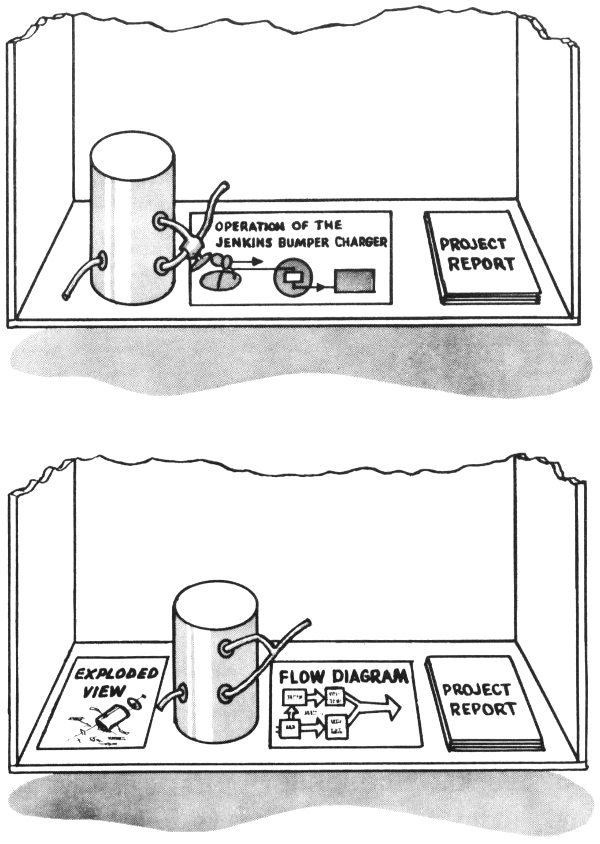 OPERATION OF THE
JENKINS BUMPER CHARGER
PROJECT
REPORT
EXPLODED
VIEW
FLOW DIAGRAM
PROJECT
REPORT